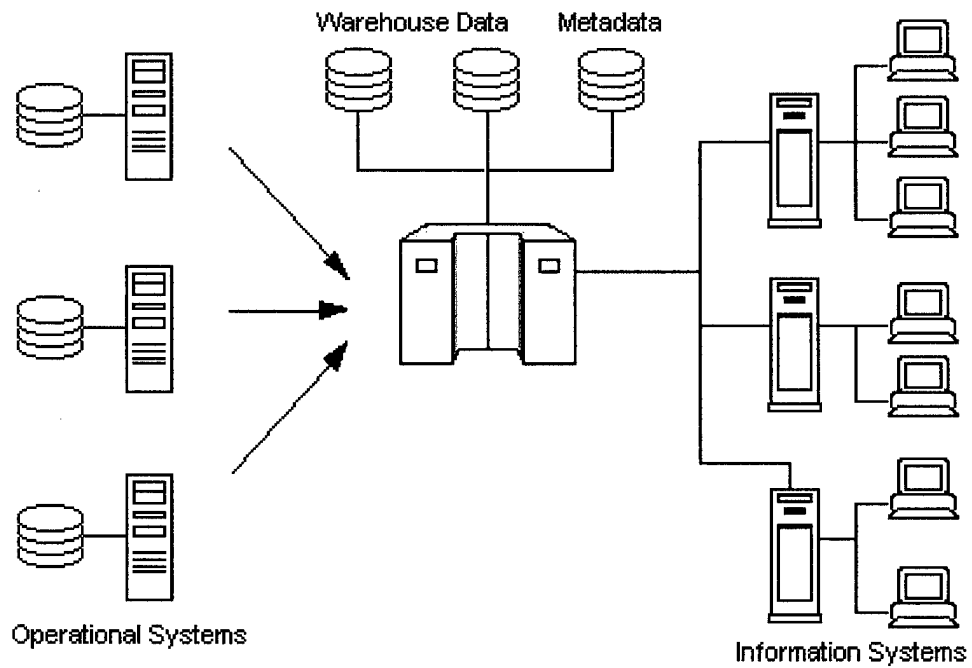 Warehouse Data
Metadata
Operational Systems
Information Systems